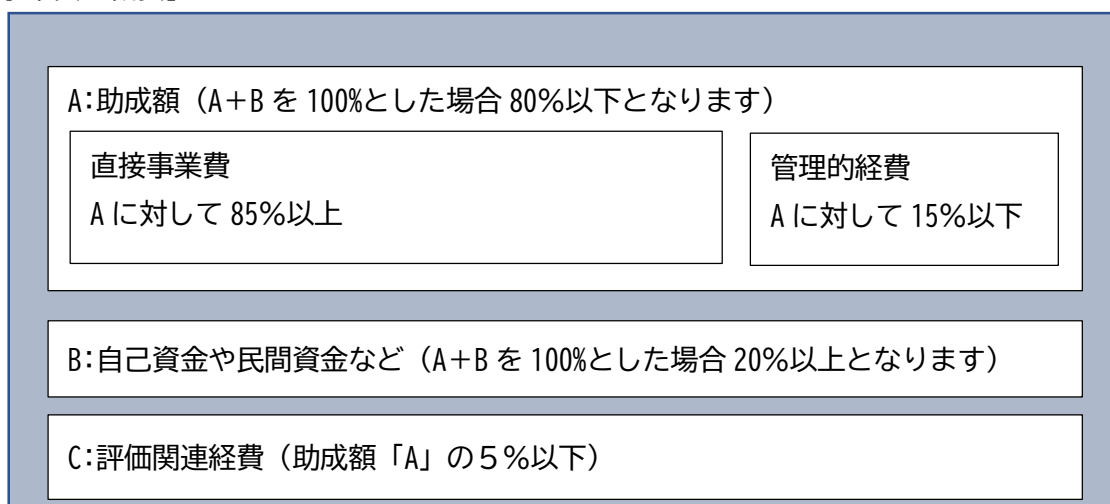 A:助成額（A＋B を 100%とした場合 80%以下となります）
直接事業費
A に対して 85%以上
管理的経費
A に対して 15%以下
B:自己資金や民間資金など（A＋B を 100%とした場合 20%以上となります）
C:評価関連経費（助成額「A」の５%以下）